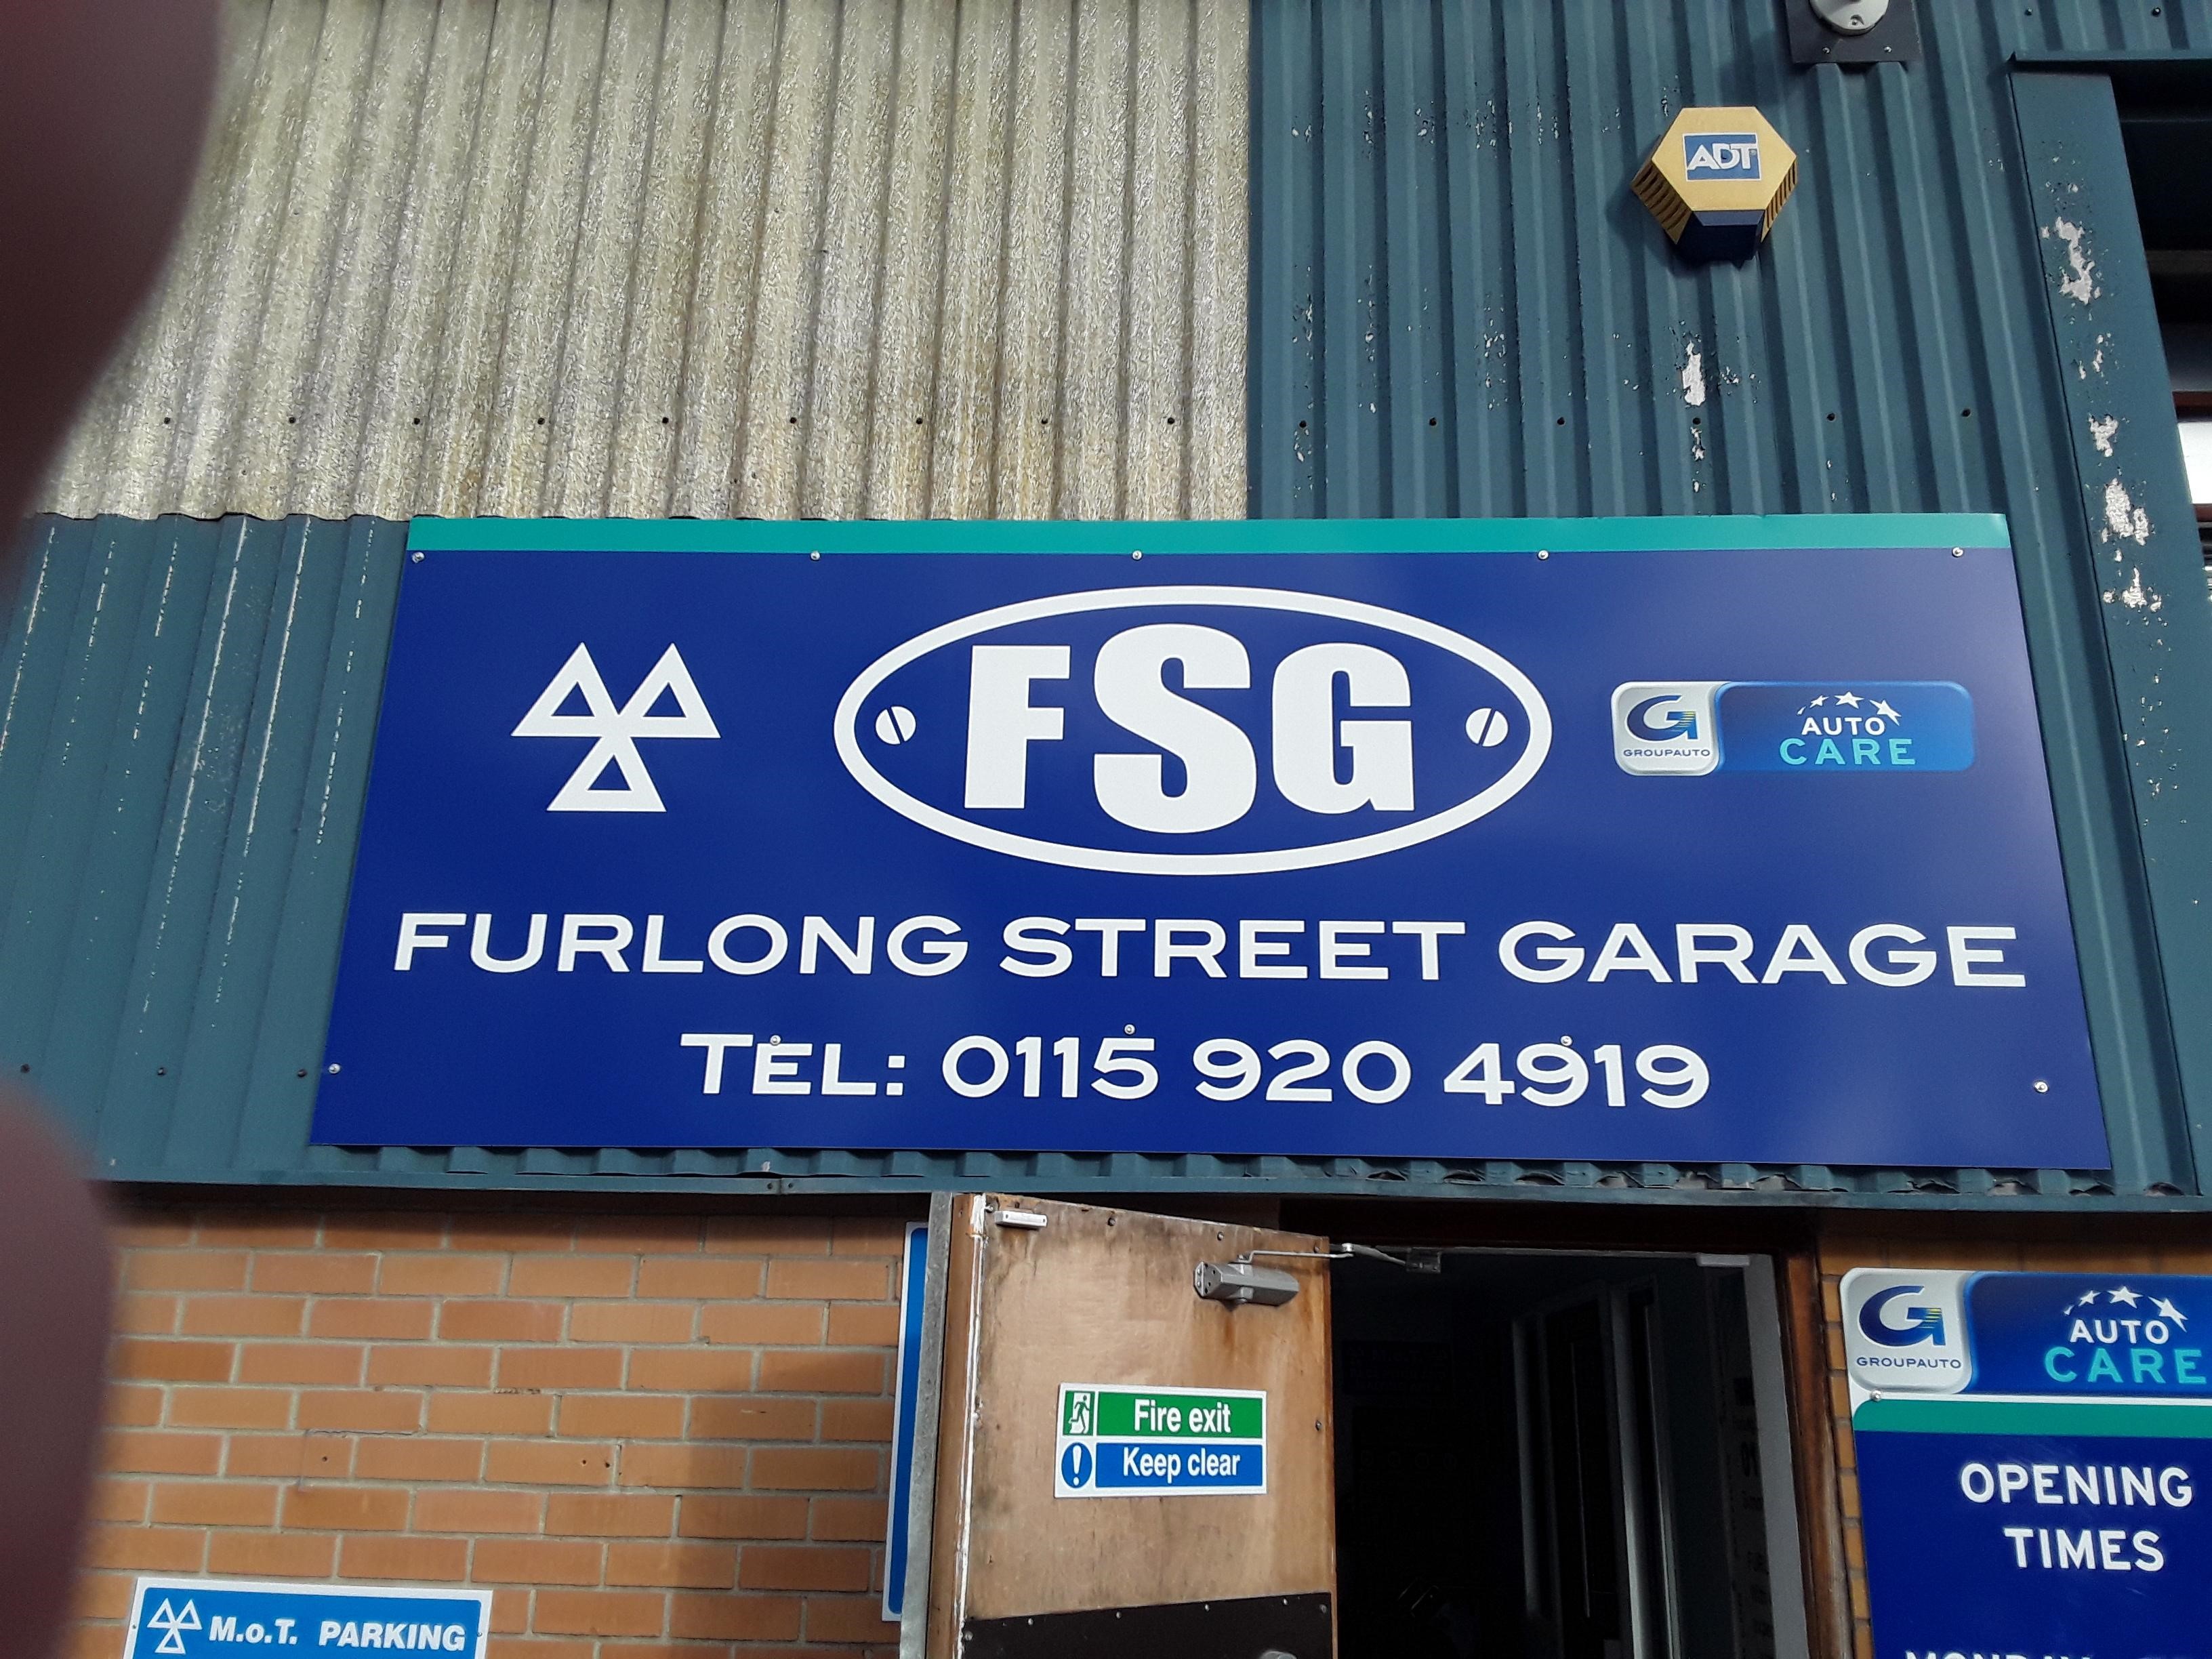 ADT
FSG
GROUPAUTO
AUTO
CARE
FURLONG STREET GARAGE
TEL: 0115 920 4919
Fire exit
Keep clear
M.o.T. PARKING
GROUPAUTO
AUTO
CARE
OPENING
TIMES